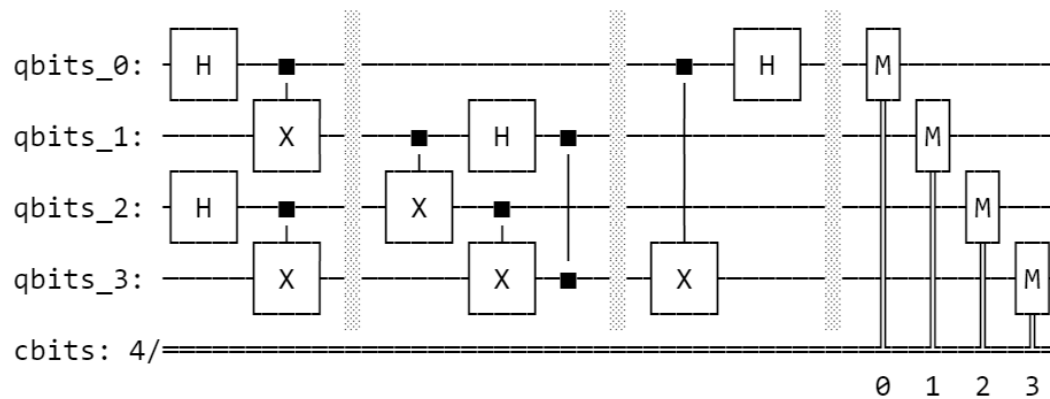 qbits_0: H H M
qbits_1: X H M
qbits_2: H X M
qbits_3: X X X M
cbits: 4/
0 1 2 3